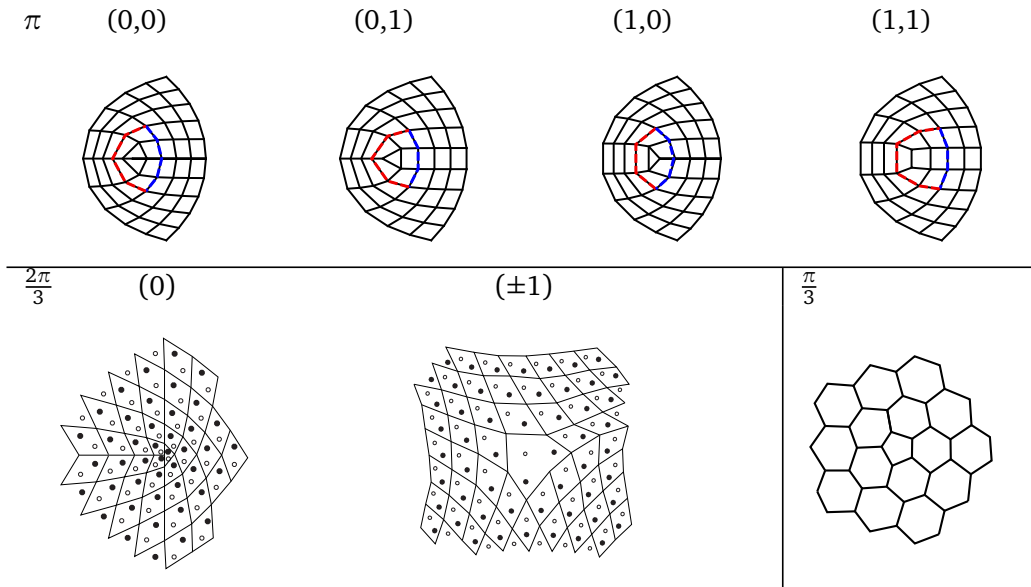 π (0,0) (0,1) (1,0) (1,1)
2π/3 (0) (±1) π/3